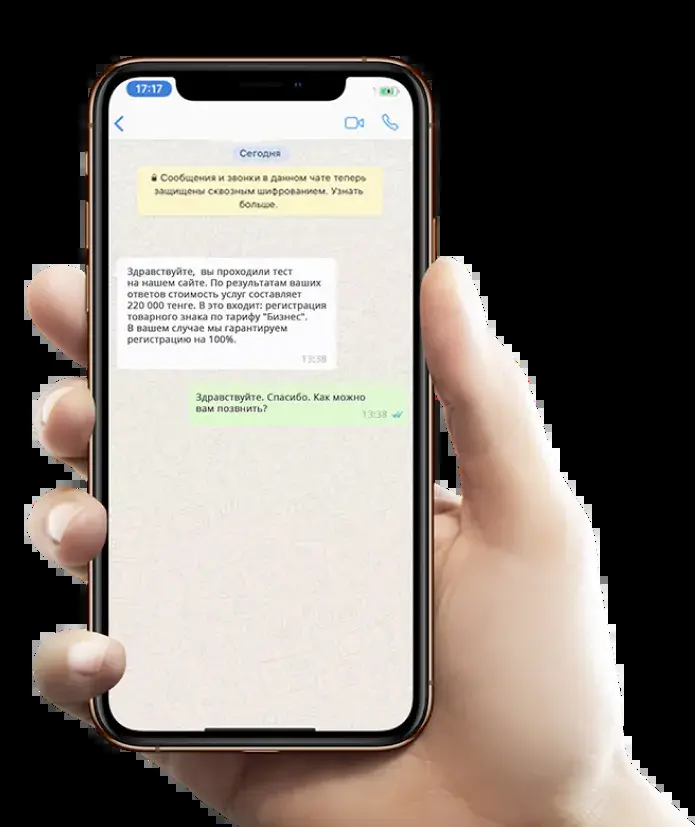 17:17
Сегодня
Сообщения и звонки в данном чате теперь
защищены сквозным шифрованием. Узнать
больше.
Здравствуйте, вы проходили тест
на нашем сайте. По результатам ваших
ответов стоимость услуг составляет
220 000 тенге. В это входит: регистрация
товарного знака по тарифу "Бизнес".
В вашем случае мы гарантируем
регистрацию на 100%.
13:38
Здравствуйте. Спасибо. Как можно
вам позвнить?
13:38